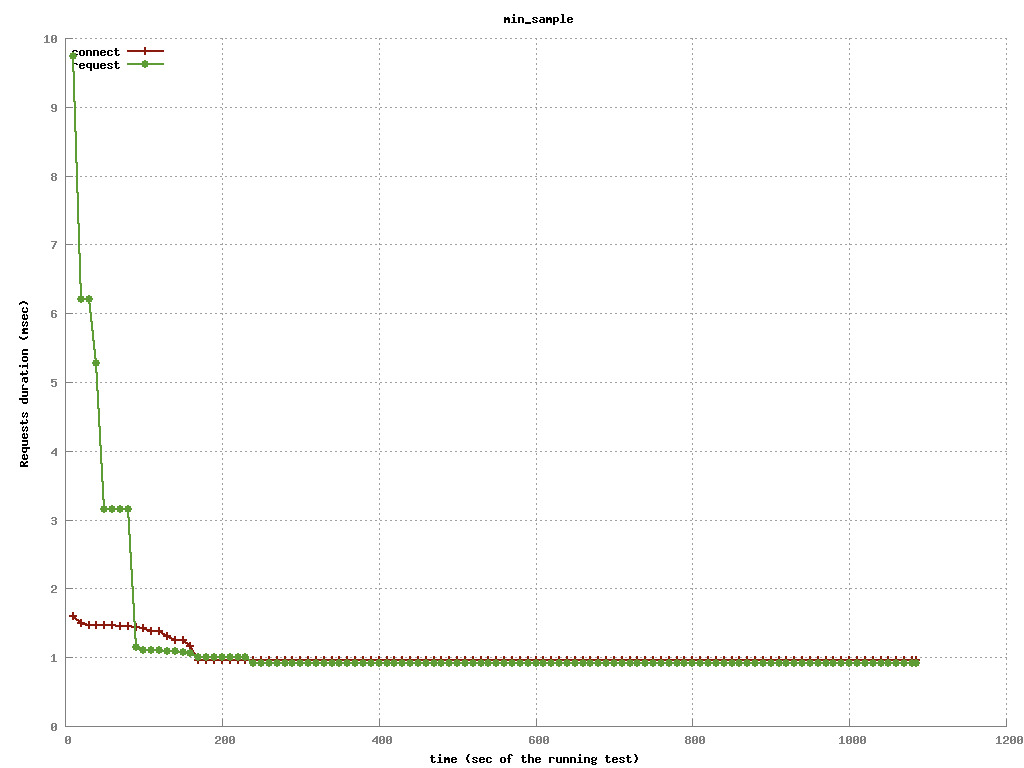 min_sample
connect
request
10
9
8
7
6
5
4
3
2
1
0
Requests duration (msec)
0 200 400 600 800 1000 1200
time (sec of the running test)